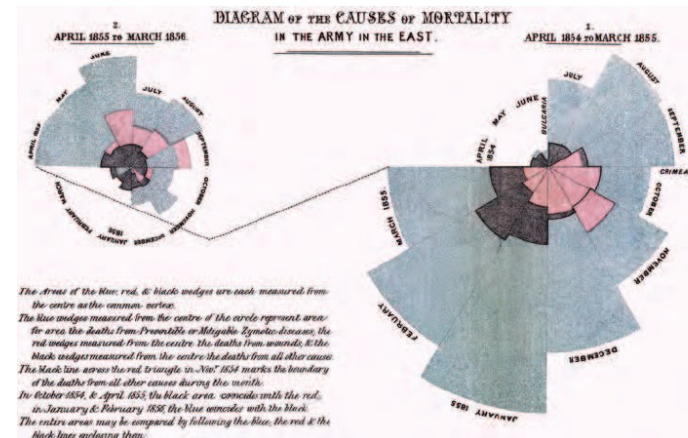 DIAGRAM OF THE CAUSES OF MORTALITY
IN THE ARMY IN THE EAST.
2.
APRIL 1855 TO MARCH 1856.
1.
APRIL 1854 TO MARCH 1855.
APRIL 1855
MAY
JUNE
JULY
AUGUST
SEPTEMBER
OCTOBER
NOVEMBER
DECEMBER
JANUARY
1856
FEBRUARY
MARCH
APRIL
1854
MAY
JUNE
BULGARIA
JULY
AUGUST
SEPTEMBER
CRIMEA
OCTOBER
NOVEMBER
DECEMBER
JANUARY 1855
FEBRUARY
MARCH 1855
The Areas of the blue, red, & black wedges are each measured from
the centre as the common vertex.
The blue wedges measured from the centre of the circle represent area
for area the deaths from Preventible or Mitigable Zymotic diseases, the
red wedges measured from the centre the deaths from wounds, & the
black wedges measured from the centre the deaths from all other causes.
The black line across the red triangle in Novr. 1854 marks the boundary
of the deaths from all other causes during the month.
In October 1854, & April 1855, the black area coincides with the red,
in January & February 1856, the blue coincides with the black.
The entire areas may be compared by following the blue, the red & the
black lines enclosing them.